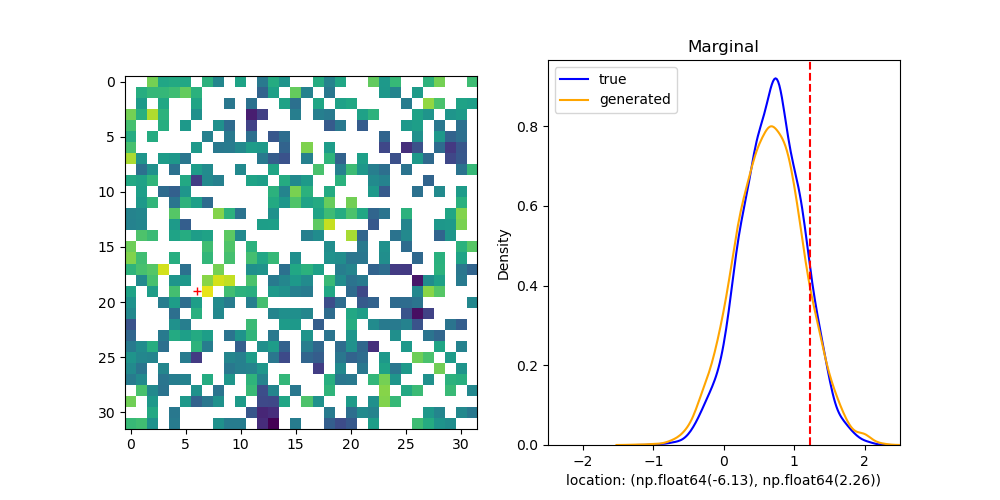 Marginal
true
generated
Density
0
5
10
15
20
25
30
0 5 10 15 20 25 30
0.8
0.6
0.4
0.2
0.0
−2 −1 0 1 2
location: (np.float64(-6.13), np.float64(2.26))